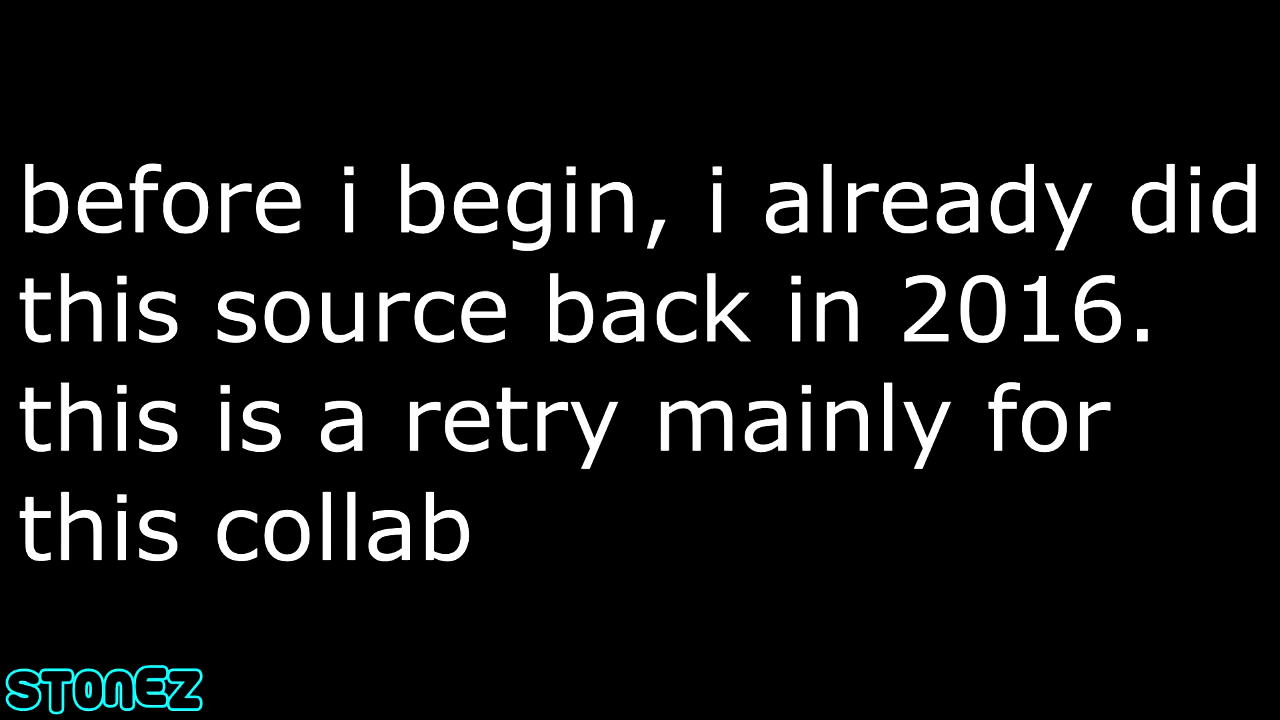 before i begin, i already did
this source back in 2016.
this is a retry mainly for
this collab
STONEZ